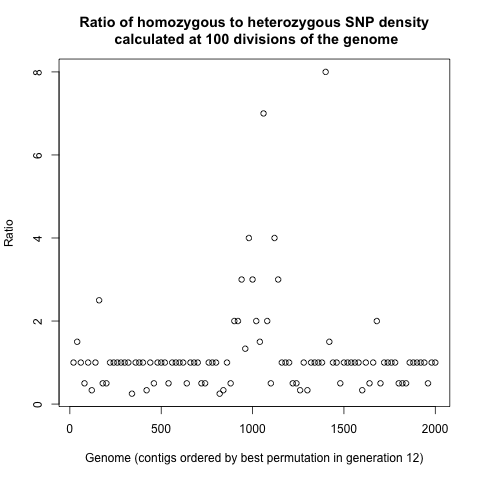 Ratio of homozygous to heterozygous SNP density
calculated at 100 divisions of the genome
Ratio
8
6
4
2
0
0 500 1000 1500 2000
Genome (contigs ordered by best permutation in generation 12)